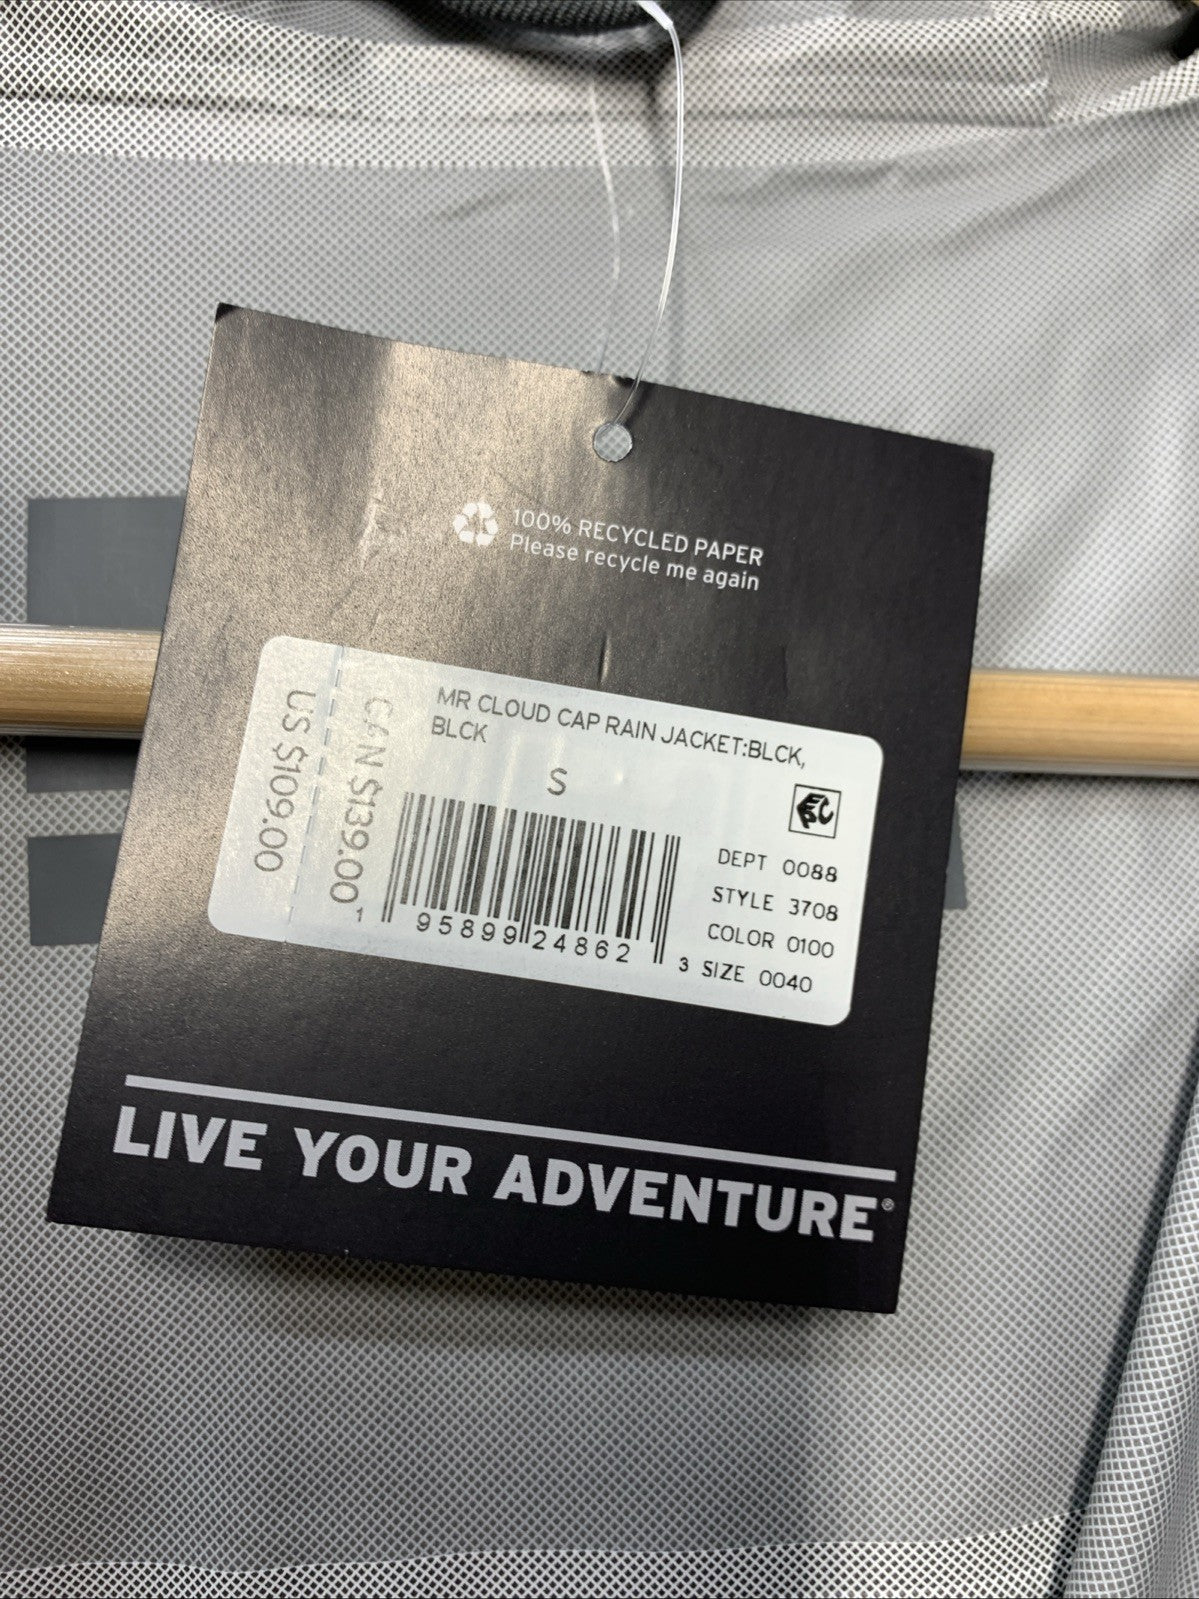 100% RECYCLED PAPER
Please recycle me again
MR CLOUD CAP RAIN JACKET:BLCK,
BLCK
S
US $109.00
CAN $139.00
1 95899 24862 3
DEPT 0088
STYLE 3708
COLOR 0100
SIZE 0040
LIVE YOUR ADVENTURE®